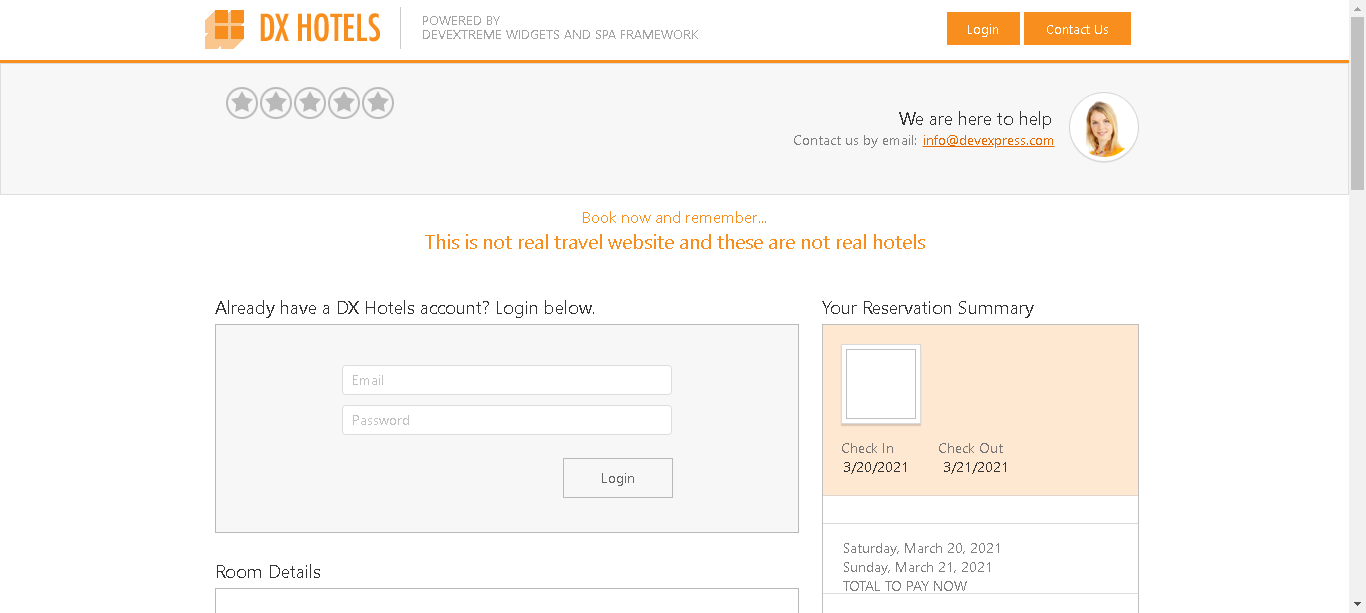 DX HOTELS
POWERED BY
DEVEXTREME WIDGETS AND SPA FRAMEWORK
Login
Contact Us
We are here to help
Contact us by email: info@devexpress.com
Book now and remember...
This is not real travel website and these are not real hotels
Already have a DX Hotels account? Login below.
Email
Password
Login
Room Details
Your Reservation Summary
Check In
Check Out
3/20/2021
3/21/2021
Saturday, March 20, 2021
Sunday, March 21, 2021
TOTAL TO PAY NOW